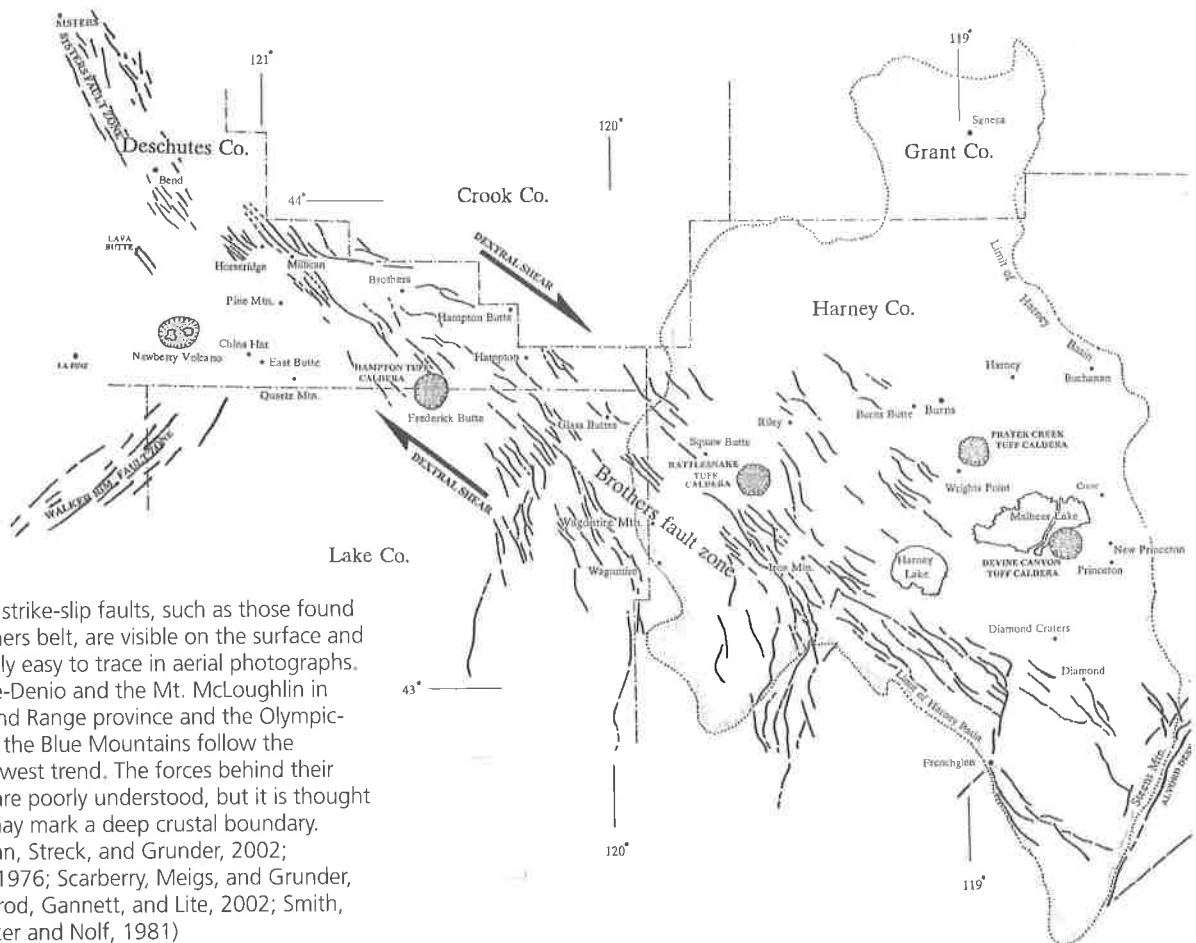 SISTERS
SISTERS FAULT ZONE
Deschutes Co.
Bend
LAVA
BUTTE
121°
44°
Crook Co.
120°
119°
Seneca
Grant Co.
DEXTRAL SHEAR
Limit of Harney Basin
Horseridge
Millican
Brothers
Pine Mtn.
Hampton Butte
Harney Co.
Newberry Volcano
China Hat
East Butte
Hampton
HAMPTON TUFF
CALDERA
LA PINE
Quartz Mtn.
Frederick Butte
Glass Buttes
Harney
Buchanan
Burns Butte
Burns
Riley
Squaw Butte
RATTLESNAKE
TUFF
CALDERA
PRATER CREEK
TUFF CALDERA
Wrights Point
Crane
Malheur Lake
DEXTRAL SHEAR
WALKER RIM FAULT ZONE
Brothers fault zone
Wagontire Mtn.
Wagontire
Iron Mtn.
Harney
Lake
New Princeton
DEVINE CANYON
TUFF CALDERA
Princeton
Lake Co.
Diamond Craters
Diamond
43°
Limit of Harney Basin
Frenchglen
Steens Mtn.
120°
119°
strike-slip faults, such as those found
ners belt, are visible on the surface and
ly easy to trace in aerial photographs.
e-Denio and the Mt. McLoughlin in
nd Range province and the Olympic-
the Blue Mountains follow the
west trend. The forces behind their
are poorly understood, but it is thought
may mark a deep crustal boundary.
an, Streck, and Grunder, 2002;
1976; Scarberry, Meigs, and Grunder,
rod, Gannett, and Lite, 2002; Smith,
ker and Nolf, 1981)